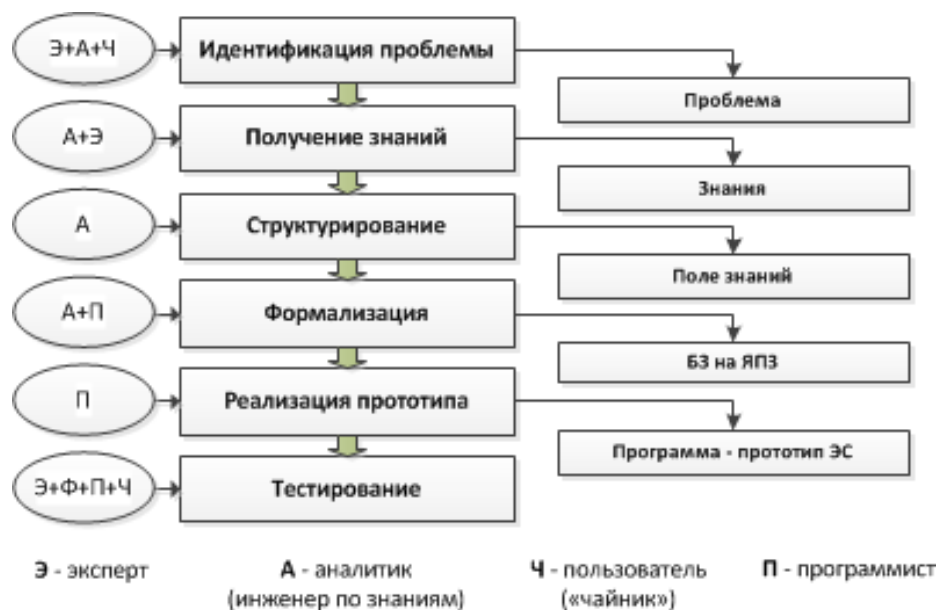 Э+А+Ч
Идентификация проблемы
Проблема
А+Э
Получение знаний
Знания
А
Структурирование
Поле знаний
А+П
Формализация
БЗ на ЯПЗ
П
Реализация прототипа
Программа - прототип ЭС
Э+Ф+П+Ч
Тестирование
Э - эксперт
А - аналитик
(инженер по знаниям)
Ч - пользователь
(«чайник»)
П - программист